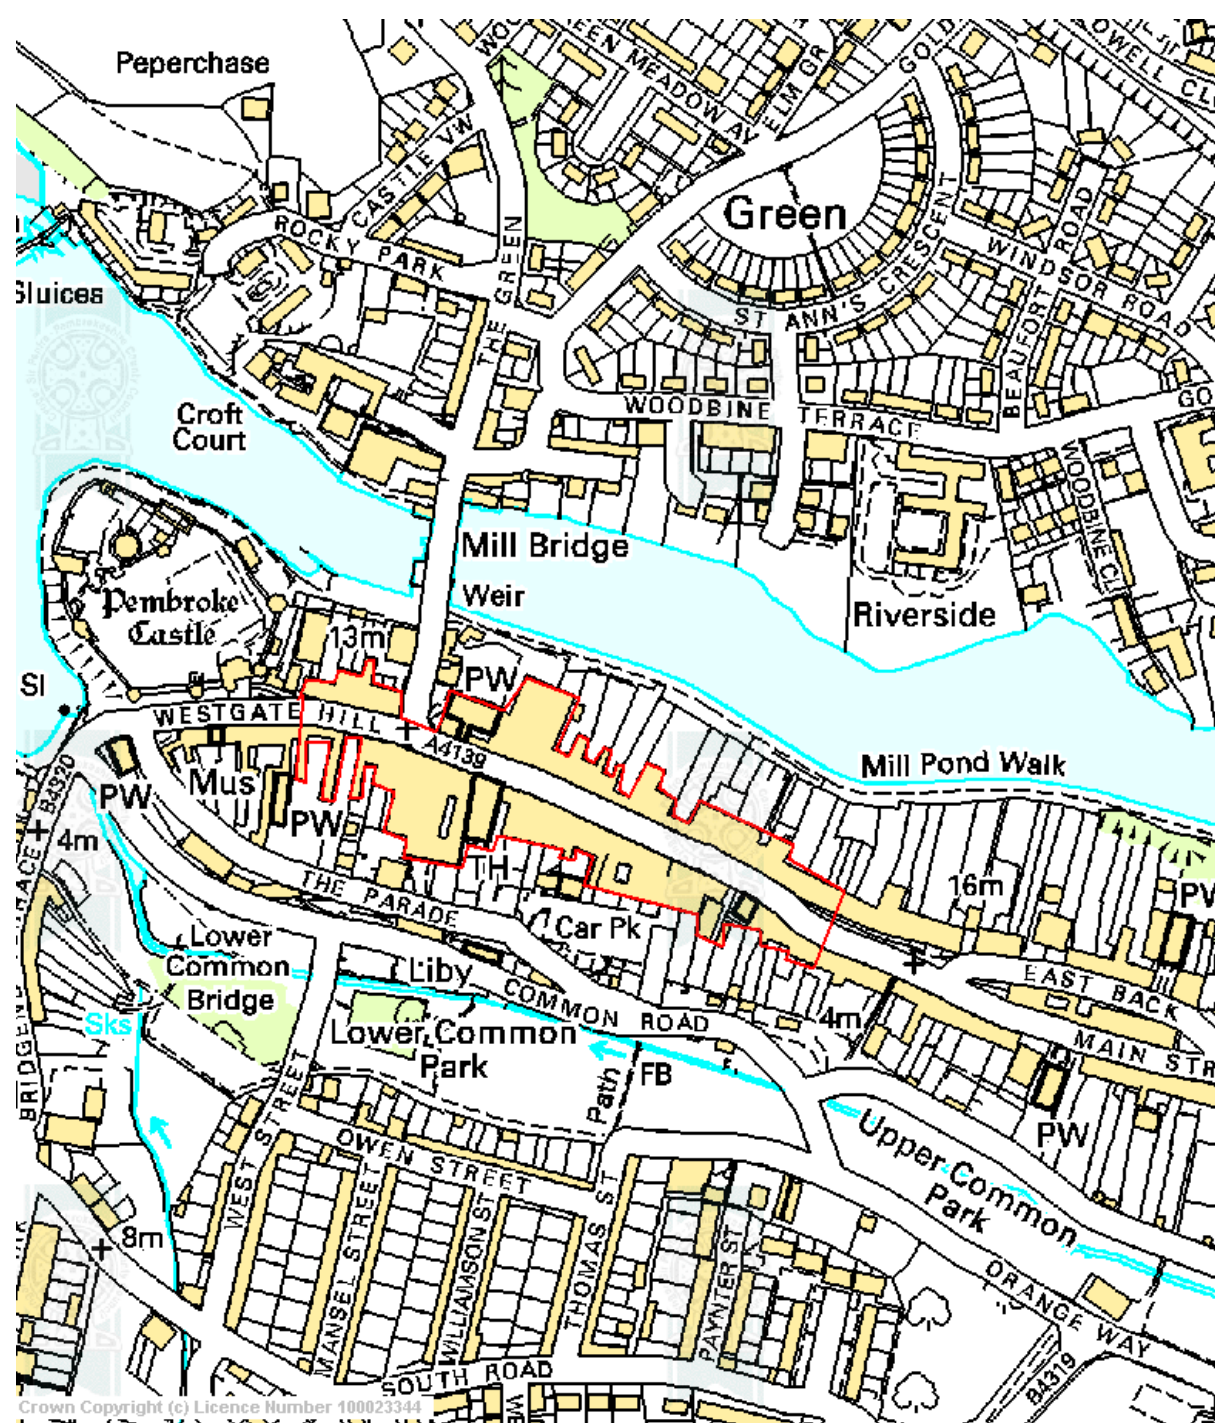 Peperchase
GREEN MEADOW AV
ELM GR
GOLD
OWELL CL
CASTLE VW
ROCKY PARK
THE GREEN
Green
ST ANN'S CRESCENT
WINDSOR ROAD
BEAUFORT ROAD
Sluices
Croft
Court
WOODBINE TERRACE
GO
WOODBINE CL
Mill Bridge
Weir
Riverside
Pembroke
Castle
13m
PW
Sl
WESTGATE HILL
A4139
Mill Pond Walk
Mus
PW
PW
B4320
4m
TH
THE PARADE
Car Pk
16m
PW
Lower
Common
Bridge
Liby
COMMON ROAD
EAST BACK
MAIN STR
Sks
Lower Common
Park
4m
FB
Path
PW
Upper Common
Park
WEST STREET
OWEN STREET
MANSEL STREET
WILLIAMSON ST
THOMAS ST
PAYNTER ST
8m
ORANGE WAY
B4319
SOUTH ROAD
Crown Copyright (c) Licence Number 100023344